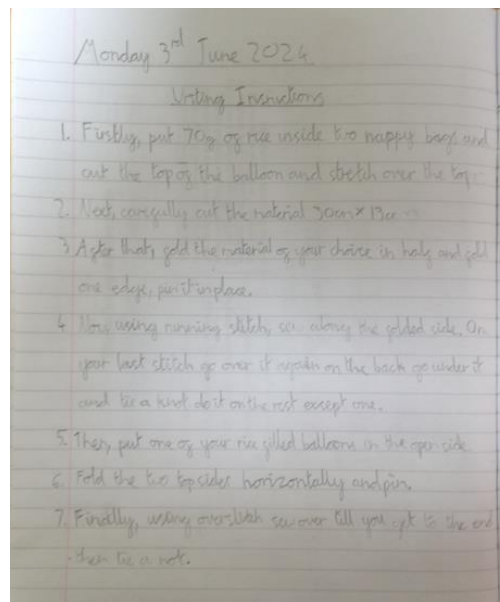 Monday 3rd June 2024
Writing Instructions
1. Firstly, put 70g of rice inside two nappy bags and
cut the top of the balloon and stretch over the top.
2. Next, carefully cut the material 30cm × 13cm
3. After that, fold the material of your choice in half and fold
one edge, pin it in place.
4. Now, using running stitch, sew along the folded side. On
your last stitch go over it again on the back go under it
and tie a knot do it on the rest except one.
5. Then, put one of your rice filled balloons in the open side.
6. Fold the two top sides horizontally and pin.
7. Finally, using overstitch sew over till you get to the end
then tie a not.